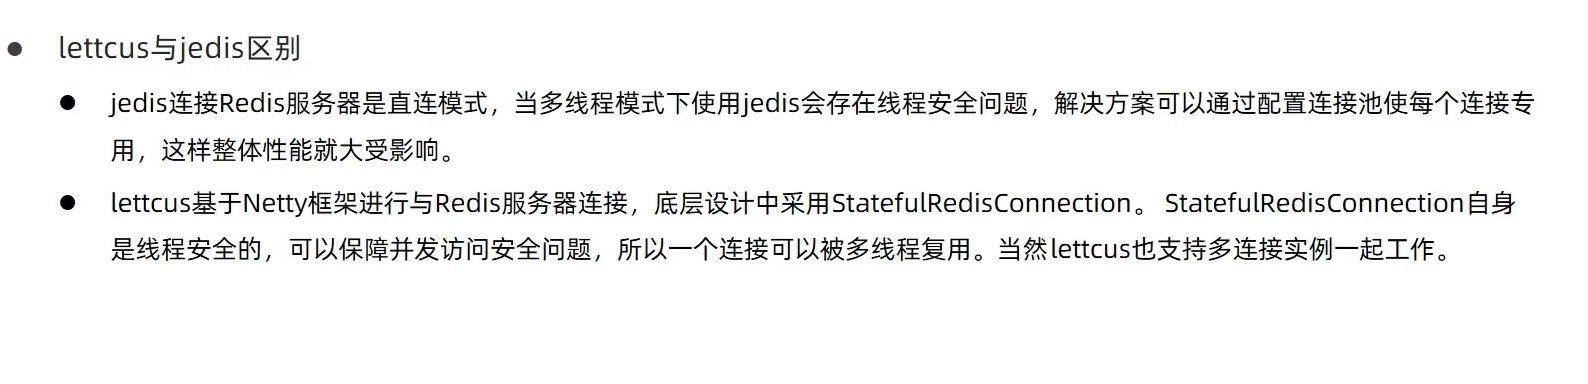 lettcus与jedis区别
jedis连接Redis服务器是直连模式，当多线程模式下使用jedis会存在线程安全问题，解决方案可以通过配置连接池使每个连接专
用，这样整体性能就大受影响。
lettcus基于Netty框架进行与Redis服务器连接，底层设计中采用StatefulRedisConnection。 StatefulRedisConnection自身
是线程安全的，可以保障并发访问安全问题，所以一个连接可以被多线程复用。当然lettcus也支持多连接实例一起工作。